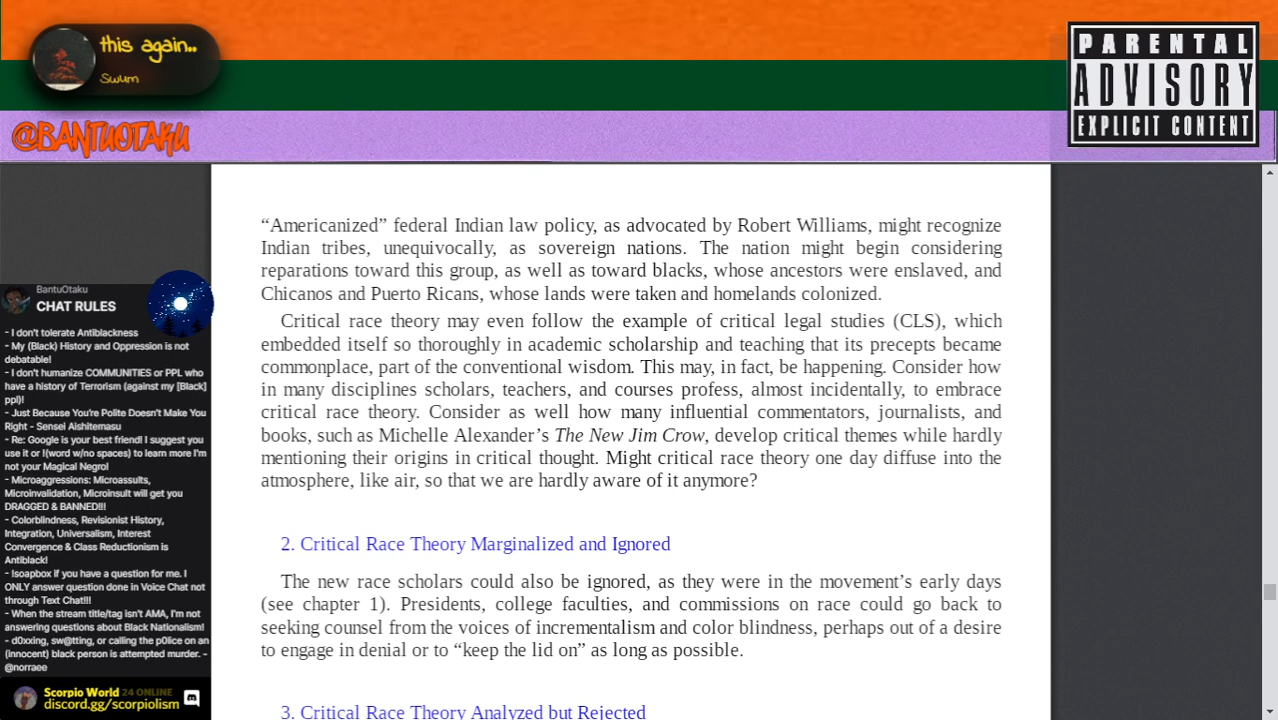 this again..
Swum
PARENTAL
ADVISORY
EXPLICIT CONTENT
@BANTUOTAKU
“Americanized” federal Indian law policy, as advocated by Robert Williams, might recognize
Indian tribes, unequivocally, as sovereign nations. The nation might begin considering
reparations toward this group, as well as toward blacks, whose ancestors were enslaved, and
Chicanos and Puerto Ricans, whose lands were taken and homelands colonized.
Critical race theory may even follow the example of critical legal studies (CLS), which
embedded itself so thoroughly in academic scholarship and teaching that its precepts became
commonplace, part of the conventional wisdom. This may, in fact, be happening. Consider how
in many disciplines scholars, teachers, and courses profess, almost incidentally, to embrace
critical race theory. Consider as well how many influential commentators, journalists, and
books, such as Michelle Alexander’s The New Jim Crow, develop critical themes while hardly
mentioning their origins in critical thought. Might critical race theory one day diffuse into the
atmosphere, like air, so that we are hardly aware of it anymore?
2. Critical Race Theory Marginalized and Ignored
The new race scholars could also be ignored, as they were in the movement’s early days
(see chapter 1). Presidents, college faculties, and commissions on race could go back to
seeking counsel from the voices of incrementalism and color blindness, perhaps out of a desire
to engage in denial or to “keep the lid on” as long as possible.
3. Critical Race Theory Analyzed but Rejected
BantuOtaku
CHAT RULES
- I don't tolerate Antiblackness
- My (Black) History and Oppression is not
debatable!
- I don't humanize COMMUNITIES or PPL who
have a history of Terrorism (against my [Black]
ppl)!
- Just Because You're Polite Doesn't Make You
Right - Sensei Aishitemasu
- Re: Google is your best friend! I suggest you
use it or !(word w/no spaces) to learn more I'm
not your Magical Negro!
- Microaggressions: Microassults,
Microinvalidation, Microinsult will get you
DRAGGED & BANNED!!!
- Colorblindness, Revisionist History,
Integration, Universalism, Interest
Convergence & Class Reductionism is
Antiblack!
- !soapbox if you have a question for me. I
ONLY answer question done in Voice Chat not
through Text Chat!!!
- When the stream title/tag isn't AMA, I'm not
answering questions about Black Nationalism!
- d0xxing, sw@tting, or calling the p0lice on an
(innocent) black person is attempted murder. -
@norraee
Scorpio World 24 ONLINE
discord.gg/scorpiolism